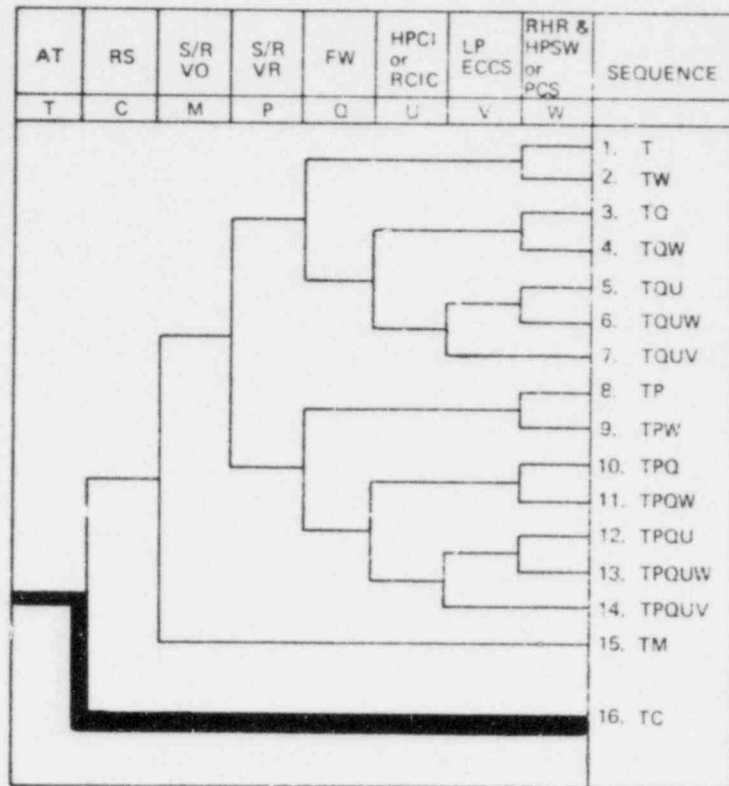 AT RS S/R VO S/R VR FW HPCI or RCIC LP ECCS RHR & HPSW or PCS SEQUENCE
T C M P Q U V W
1. T
2. TW
3. TQ
4. TQW
5. TQU
6. TQUW
7. TQUV
8. TP
9. TPW
10. TPQ
11. TPQW
12. TPQU
13. TPQUW
14. TPQUV
15. TM
16. TC